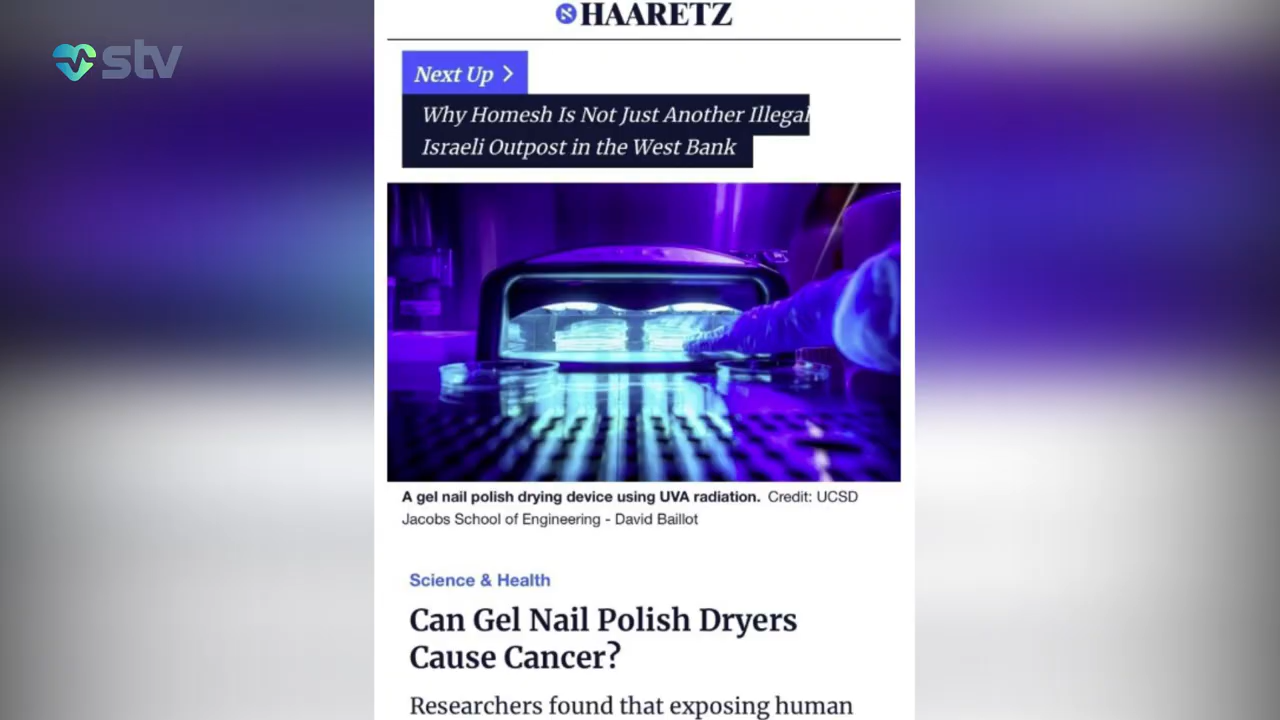 HAARETZ
stv
Next Up >
Why Homesh Is Not Just Another Illegal
Israeli Outpost in the West Bank
A gel nail polish drying device using UVA radiation. Credit: UCSD
Jacobs School of Engineering - David Baillot
Science & Health
Can Gel Nail Polish Dryers
Cause Cancer?
Researchers found that exposing human